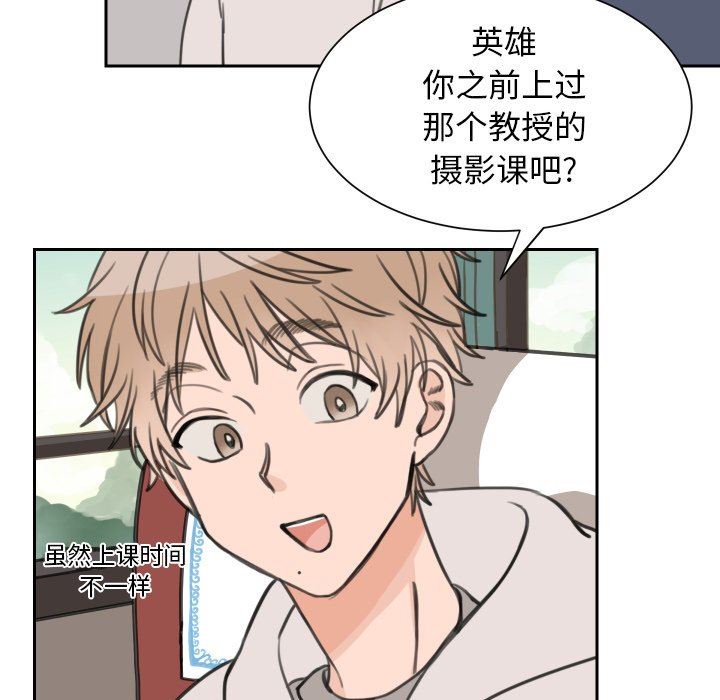 英雄
你之前上过
那个教授的
摄影课吧?
虽然上课时间
不一样